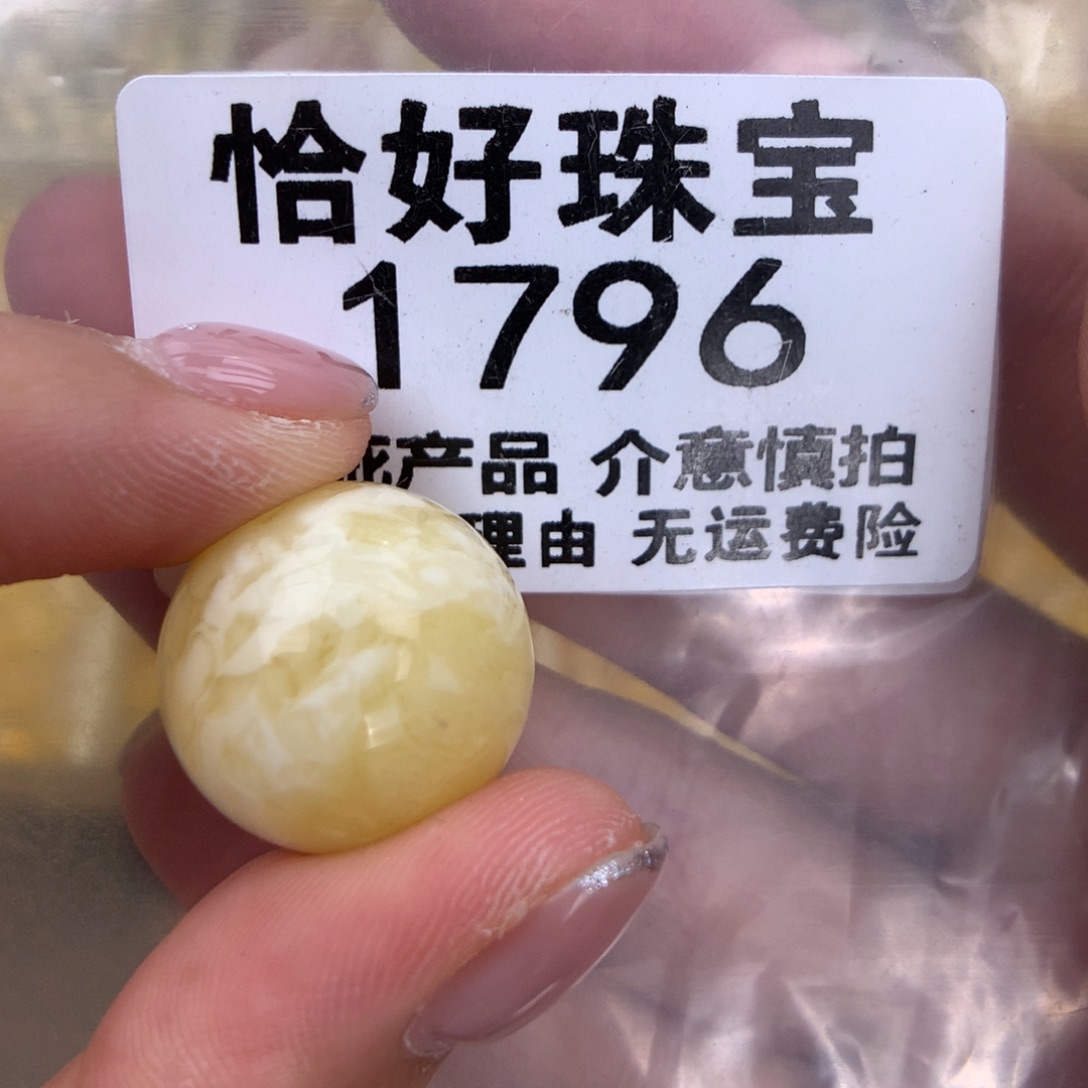 恰好珠宝
1796
产品 介意慎拍
理由 无运费险